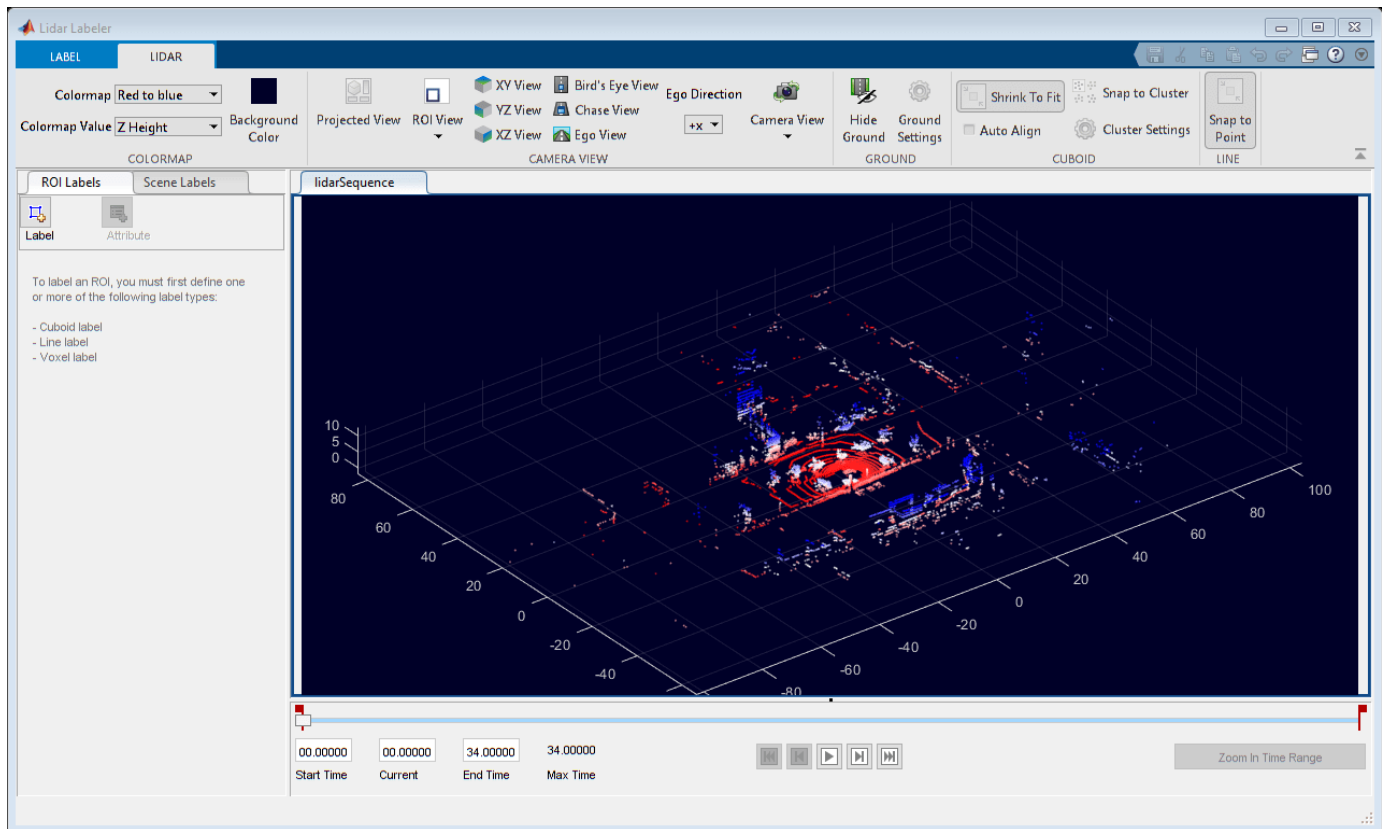 Lidar Labeler
LABEL LIDAR
Colormap Red to blue
Colormap Value Z Height
Background Color
COLORMAP
Projected View
ROI View
XY View
YZ View
XZ View
Bird's Eye View
Chase View
Ego View
Ego Direction
+x
Camera View
CAMERA VIEW
Hide Ground
Ground Settings
GROUND
Shrink To Fit
Auto Align
Snap to Cluster
Cluster Settings
CUBOID
Snap to Point
LINE
ROI Labels Scene Labels
Label Attribute
To label an ROI, you must first define one
or more of the following label types:
- Cuboid label
- Line label
- Voxel label
lidarSequence
10
5
0
80
60
40
20
0
-20
-40
-80
-60
-40
-20
0
20
40
60
80
100
00.00000 00.00000 34.00000 34.00000
Start Time Current End Time Max Time
Zoom In Time Range